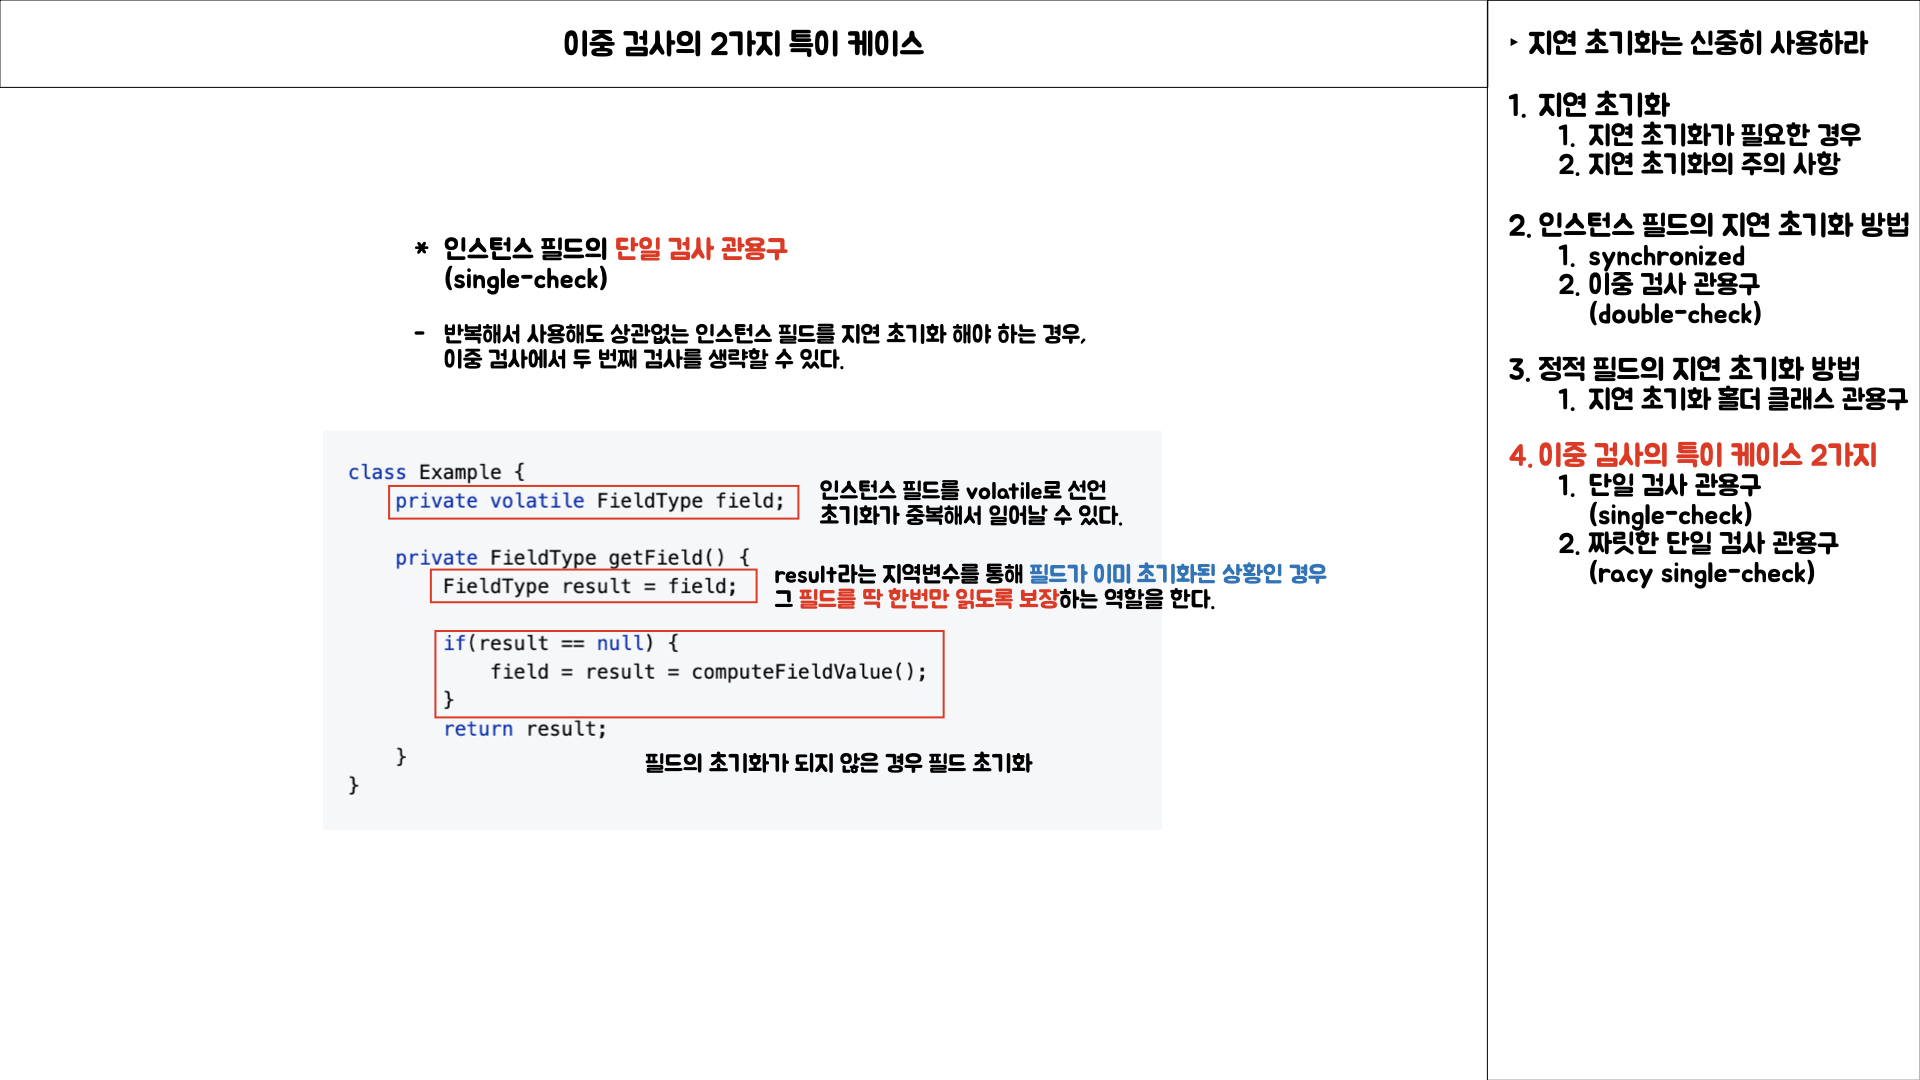 이중 검사의 2가지 특이 케이스
* 인스턴스 필드의 단일 검사 관용구
(single-check)
- 반복해서 사용해도 상관없는 인스턴스 필드를 지연 초기화 해야 하는 경우,
이중 검사에서 두 번째 검사를 생략할 수 있다.
class Example {
private volatile FieldType field;
인스턴스 필드를 volatile로 선언
초기화가 중복해서 일어날 수 있다.
private FieldType getField() {
FieldType result = field;
result라는 지역변수를 통해 필드가 이미 초기화된 상황인 경우
그 필드를 딱 한번만 읽도록 보장하는 역할을 한다.
if(result == null) {
field = result = computeFieldValue();
}
return result;
}
필드의 초기화가 되지 않은 경우 필드 초기화
}
‣ 지연 초기화는 신중히 사용하라
1. 지연 초기화
1. 지연 초기화가 필요한 경우
2. 지연 초기화의 주의 사항
2. 인스턴스 필드의 지연 초기화 방법
1. synchronized
2. 이중 검사 관용구
(double-check)
3. 정적 필드의 지연 초기화 방법
1. 지연 초기화 홀더 클래스 관용구
4. 이중 검사의 특이 케이스 2가지
1. 단일 검사 관용구
(single-check)
2. 짜릿한 단일 검사 관용구
(racy single-check)